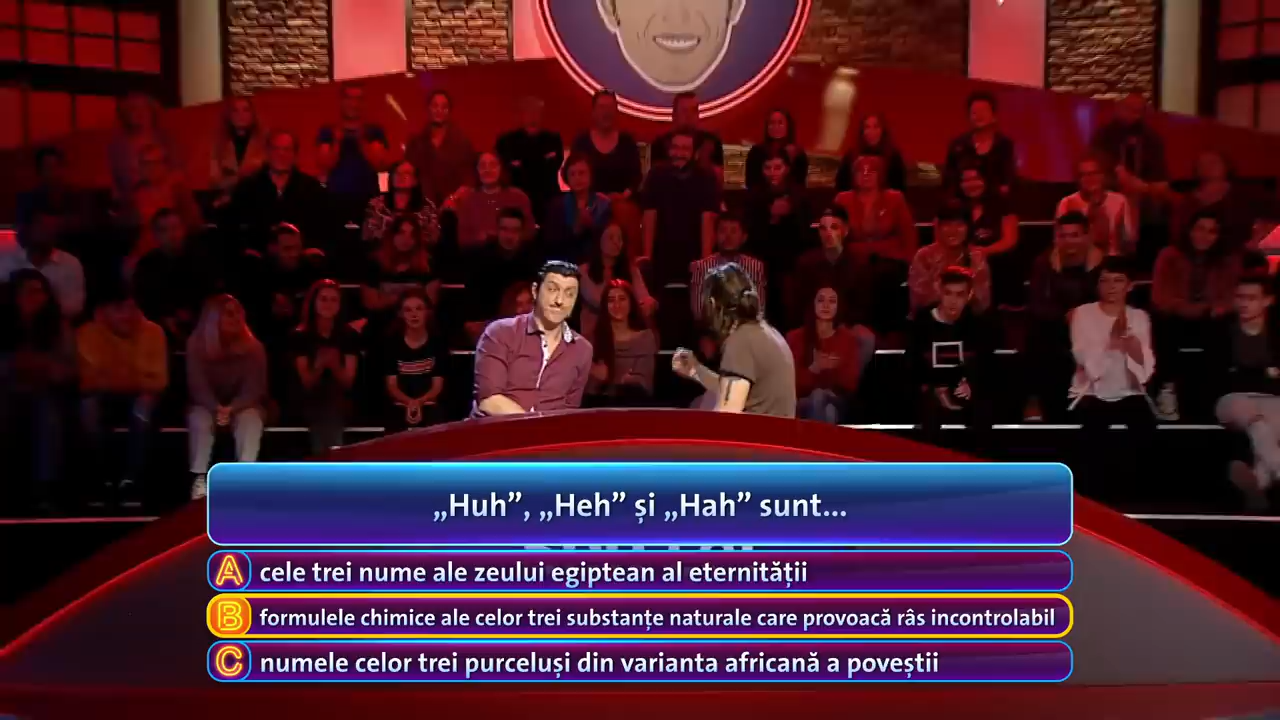 „Huh”, „Heh” și „Hah” sunt...
A cele trei nume ale zeului egiptean al eternității
B formulele chimice ale celor trei substanțe naturale care provoacă râs incontrolabil
C numele celor trei purceluși din varianta africană a poveștii